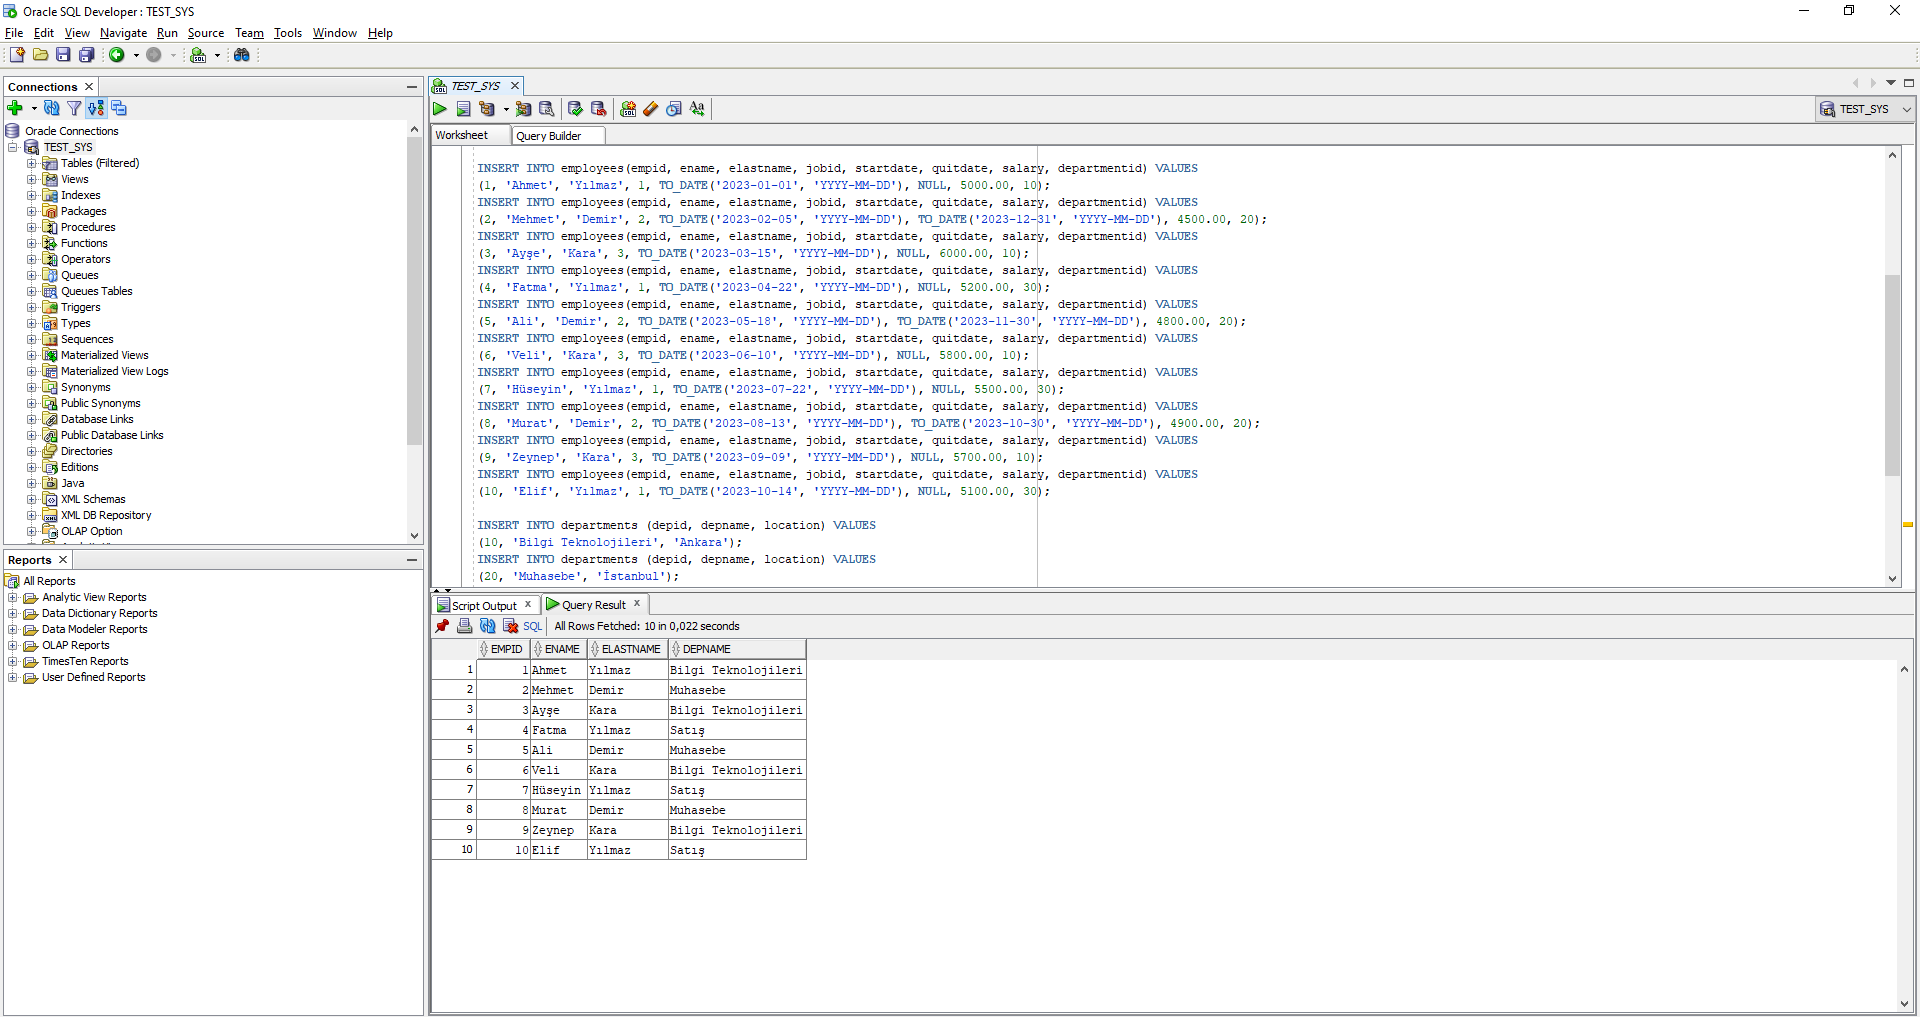 Oracle SQL Developer : TEST_SYS
File Edit View Navigate Run Source Team Tools Window Help
Connections
Oracle Connections
TEST_SYS
Tables (Filtered)
Views
Indexes
Packages
Procedures
Functions
Operators
Queues
Queues Tables
Triggers
Types
Sequences
Materialized Views
Materialized View Logs
Synonyms
Public Synonyms
Database Links
Public Database Links
Directories
Editions
Java
XML Schemas
XML DB Repository
OLAP Option
Reports
All Reports
Analytic View Reports
Data Dictionary Reports
Data Modeler Reports
OLAP Reports
TimesTen Reports
User Defined Reports
TEST_SYS
TEST_SYS
Worksheet Query Builder
INSERT INTO employees(empid, ename, elastname, jobid, startdate, quitdate, salary, departmentid) VALUES
(1, 'Ahmet', 'Yılmaz', 1, TO_DATE('2023-01-01', 'YYYY-MM-DD'), NULL, 5000.00, 10);
INSERT INTO employees(empid, ename, elastname, jobid, startdate, quitdate, salary, departmentid) VALUES
(2, 'Mehmet', 'Demir', 2, TO_DATE('2023-02-05', 'YYYY-MM-DD'), TO_DATE('2023-12-31', 'YYYY-MM-DD'), 4500.00, 20);
INSERT INTO employees(empid, ename, elastname, jobid, startdate, quitdate, salary, departmentid) VALUES
(3, 'Ayşe', 'Kara', 3, TO_DATE('2023-03-15', 'YYYY-MM-DD'), NULL, 6000.00, 10);
INSERT INTO employees(empid, ename, elastname, jobid, startdate, quitdate, salary, departmentid) VALUES
(4, 'Fatma', 'Yılmaz', 1, TO_DATE('2023-04-22', 'YYYY-MM-DD'), NULL, 5200.00, 30);
INSERT INTO employees(empid, ename, elastname, jobid, startdate, quitdate, salary, departmentid) VALUES
(5, 'Ali', 'Demir', 2, TO_DATE('2023-05-18', 'YYYY-MM-DD'), TO_DATE('2023-11-30', 'YYYY-MM-DD'), 4800.00, 20);
INSERT INTO employees(empid, ename, elastname, jobid, startdate, quitdate, salary, departmentid) VALUES
(6, 'Veli', 'Kara', 3, TO_DATE('2023-06-10', 'YYYY-MM-DD'), NULL, 5800.00, 10);
INSERT INTO employees(empid, ename, elastname, jobid, startdate, quitdate, salary, departmentid) VALUES
(7, 'Hüseyin', 'Yılmaz', 1, TO_DATE('2023-07-22', 'YYYY-MM-DD'), NULL, 5500.00, 30);
INSERT INTO employees(empid, ename, elastname, jobid, startdate, quitdate, salary, departmentid) VALUES
(8, 'Murat', 'Demir', 2, TO_DATE('2023-08-13', 'YYYY-MM-DD'), TO_DATE('2023-10-30', 'YYYY-MM-DD'), 4900.00, 20);
INSERT INTO employees(empid, ename, elastname, jobid, startdate, quitdate, salary, departmentid) VALUES
(9, 'Zeynep', 'Kara', 3, TO_DATE('2023-09-09', 'YYYY-MM-DD'), NULL, 5700.00, 10);
INSERT INTO employees(empid, ename, elastname, jobid, startdate, quitdate, salary, departmentid) VALUES
(10, 'Elif', 'Yılmaz', 1, TO_DATE('2023-10-14', 'YYYY-MM-DD'), NULL, 5100.00, 30);
INSERT INTO departments (depid, depname, location) VALUES
(10, 'Bilgi Teknolojileri', 'Ankara');
INSERT INTO departments (depid, depname, location) VALUES
(20, 'Muhasebe', 'İstanbul');
Script Output Query Result
SQL All Rows Fetched: 10 in 0,022 seconds
EMPID ENAME ELASTNAME DEPNAME
1 1 Ahmet Yılmaz Bilgi Teknolojileri
2 2 Mehmet Demir Muhasebe
3 3 Ayşe Kara Bilgi Teknolojileri
4 4 Fatma Yılmaz Satış
5 5 Ali Demir Muhasebe
6 6 Veli Kara Bilgi Teknolojileri
7 7 Hüseyin Yılmaz Satış
8 8 Murat Demir Muhasebe
9 9 Zeynep Kara Bilgi Teknolojileri
10 10 Elif Yılmaz Satış